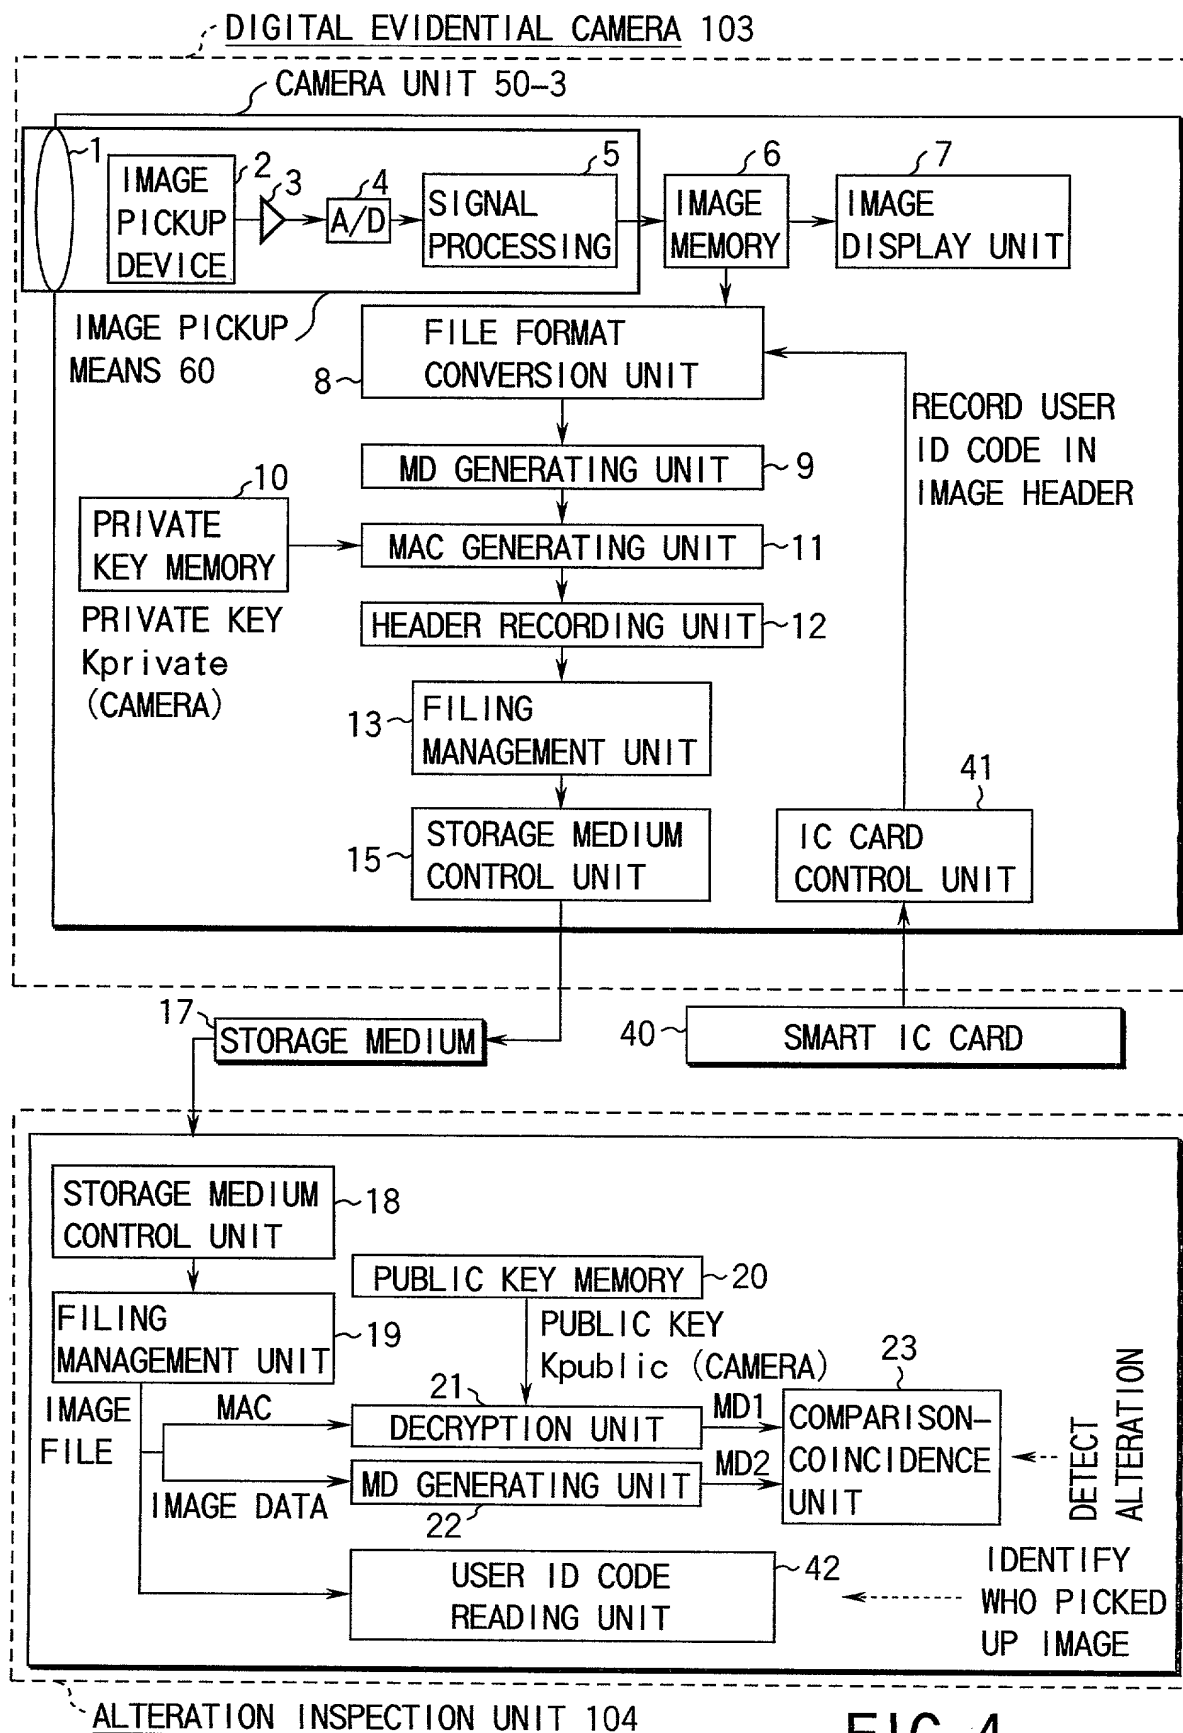 DIGITAL EVIDENTIAL CAMERA 103
CAMERA UNIT 50-3
1
2
3
4
5
6
7
IMAGE
PICKUP
DEVICE
A/D
SIGNAL
PROCESSING
IMAGE
MEMORY
IMAGE
DISPLAY UNIT
IMAGE PICKUP
MEANS 60
8
FILE FORMAT
CONVERSION UNIT
RECORD USER
ID CODE IN
IMAGE HEADER
MD GENERATING UNIT
9
10
PRIVATE
KEY MEMORY
MAC GENERATING UNIT
11
PRIVATE KEY
Kprivate
(CAMERA)
HEADER RECORDING UNIT
12
13
FILING
MANAGEMENT UNIT
15
STORAGE MEDIUM
CONTROL UNIT
41
IC CARD
CONTROL UNIT
17
STORAGE MEDIUM
40
SMART IC CARD
STORAGE MEDIUM
CONTROL UNIT
18
PUBLIC KEY MEMORY
20
FILING
MANAGEMENT UNIT
19
PUBLIC KEY
Kpublic (CAMERA)
IMAGE
FILE
MAC
21
DECRYPTION UNIT
MD1
23
COMPARISON-
COINCIDENCE
UNIT
DETECT
ALTERATION
IMAGE DATA
MD GENERATING UNIT
22
MD2
USER ID CODE
READING UNIT
42
IDENTIFY
WHO PICKED
UP IMAGE
ALTERATION INSPECTION UNIT 104
FIG.4